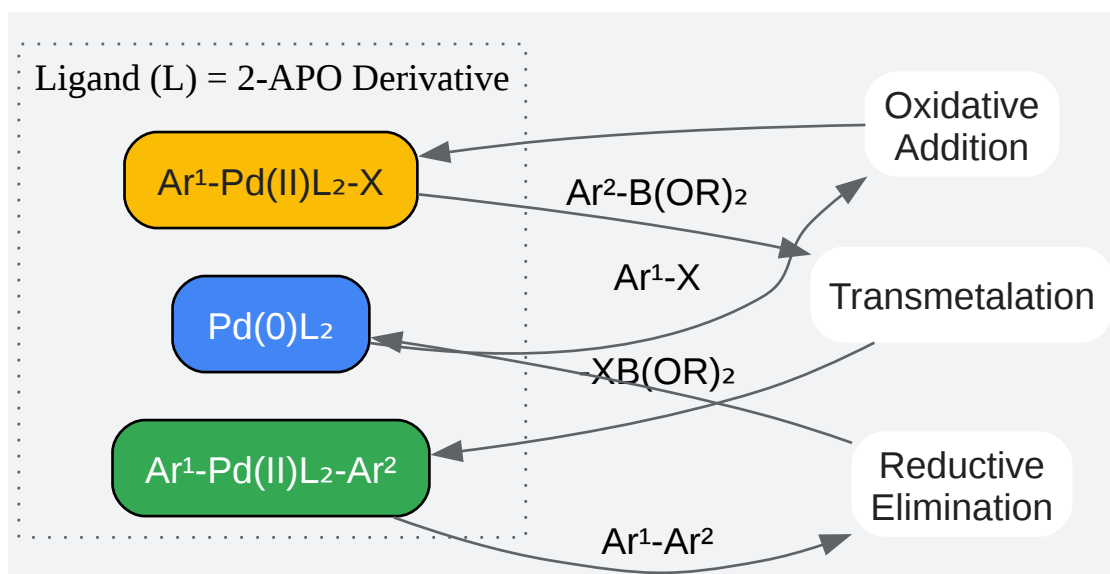 Ligand (L) = 2-APO Derivative
Oxidative
Addition
Ar¹-Pd(II)L₂-X
Ar²-B(OR)₂
Ar¹-X
Transmetalation
Pd(0)L₂
-XB(OR)₂
Ar¹-Pd(II)L₂-Ar²
Reductive
Elimination
Ar¹-Ar²